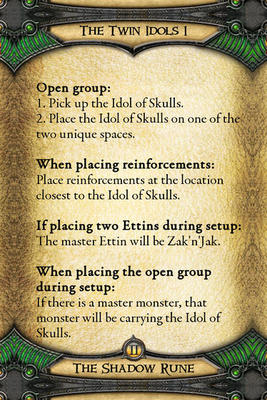 The Twin Idols 1
Open group:
1. Pick up the Idol of Skulls.
2. Place the Idol of Skulls on one of the
two unique spaces.
When placing reinforcements:
Place reinforcements at the location
closest to the Idol of Skulls.
If placing two Ettins during setup:
The master Ettin will be Zak'n'Jak.
When placing the open group
during setup:
If there is a master monster, that
monster will be carrying the Idol of
Skulls.
II
The Shadow Rune